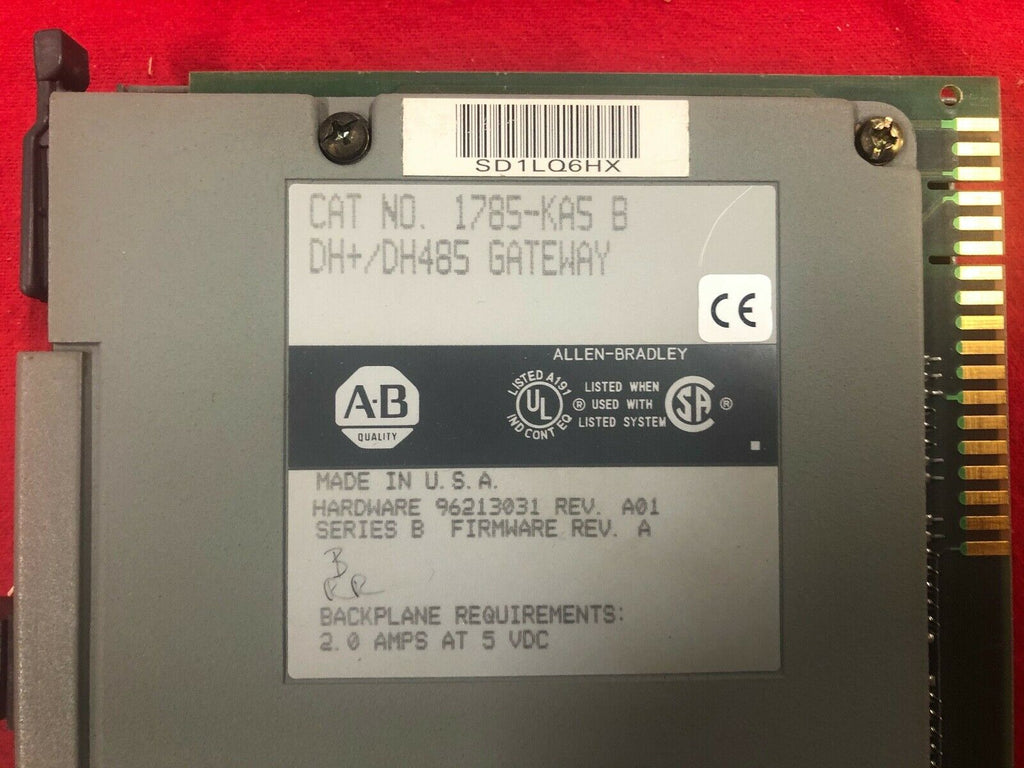 SD1LQ6HX
CAT NO. 1785-KA5 B
DH+/DH485 GATEWAY
CE
ALLEN-BRADLEY
A·B
QUALITY
LISTED A191
UL
IND CONT EQ
®
LISTED WHEN
USED WITH
LISTED SYSTEM
SA
®
MADE IN U.S.A.
HARDWARE 96213031 REV. A01
SERIES B FIRMWARE REV. A
B
RR
BACKPLANE REQUIREMENTS:
2.0 AMPS AT 5 VDC